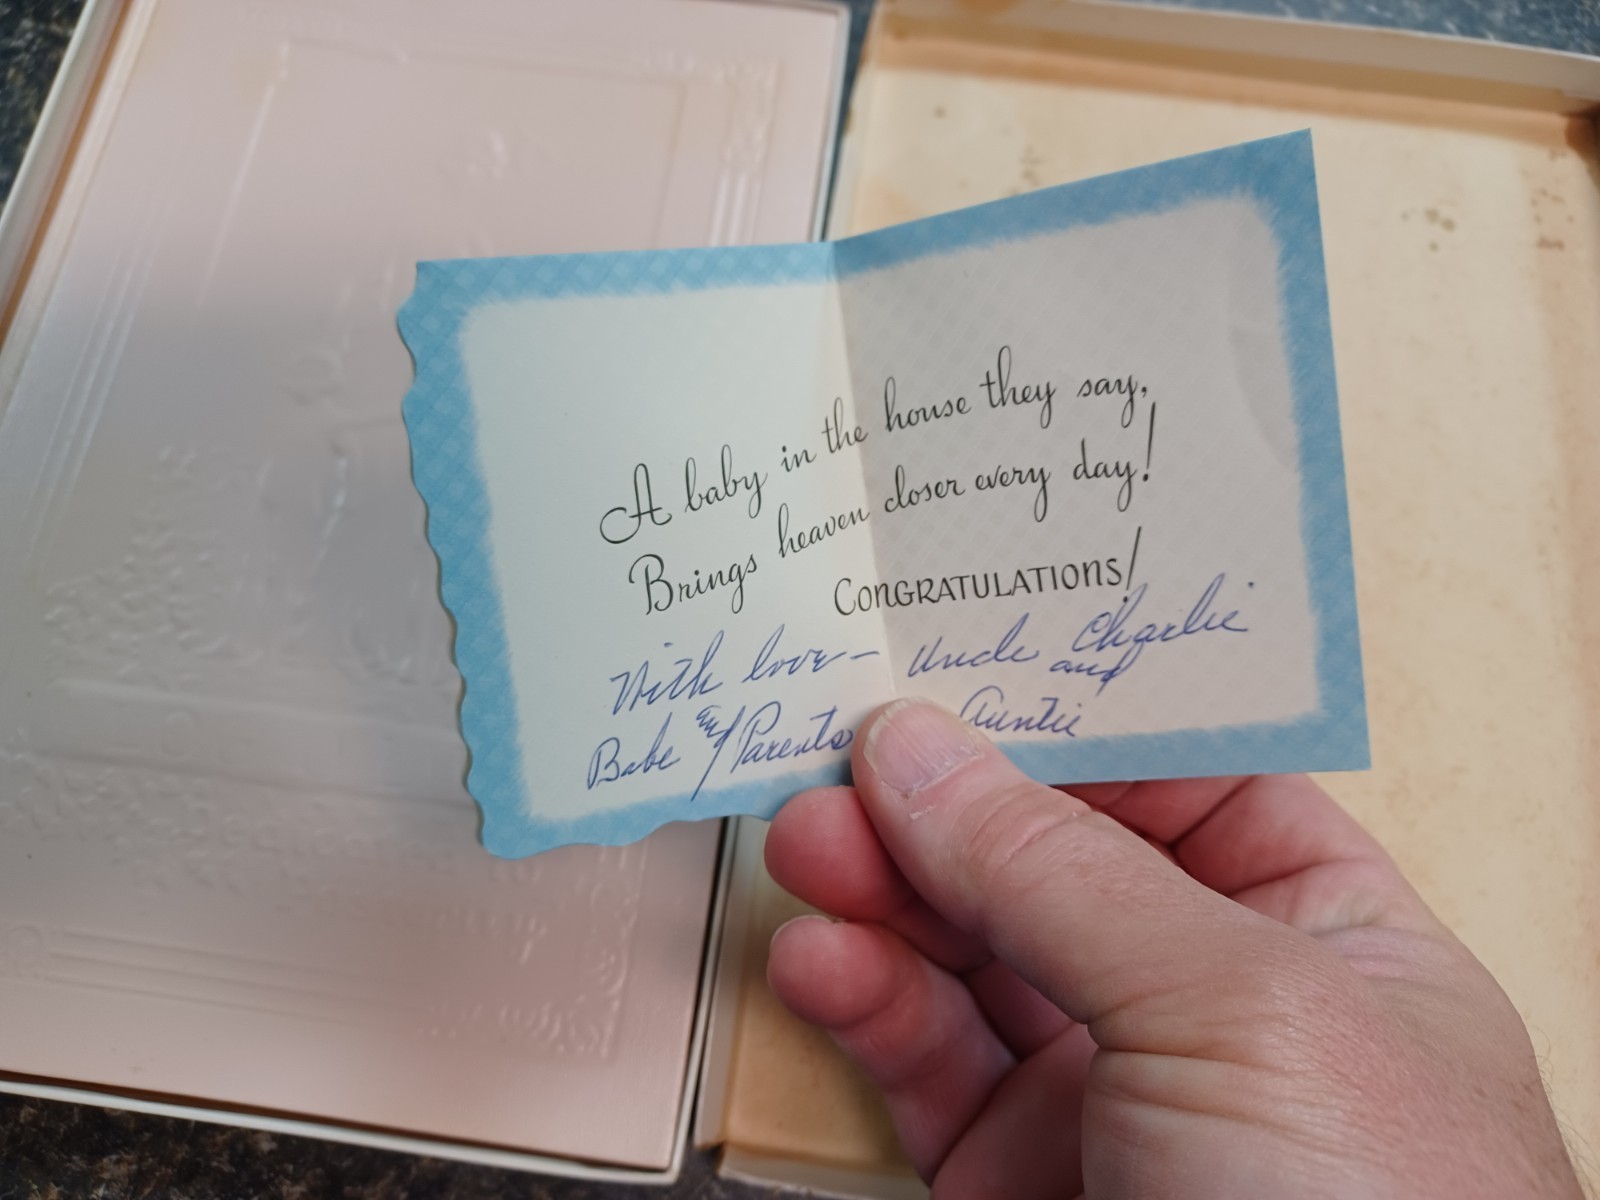 A baby in the house they say,
Brings heaven closer every day!
CONGRATULATIONS!
With love – Uncle Charlie
and
Babe and Parents Auntie